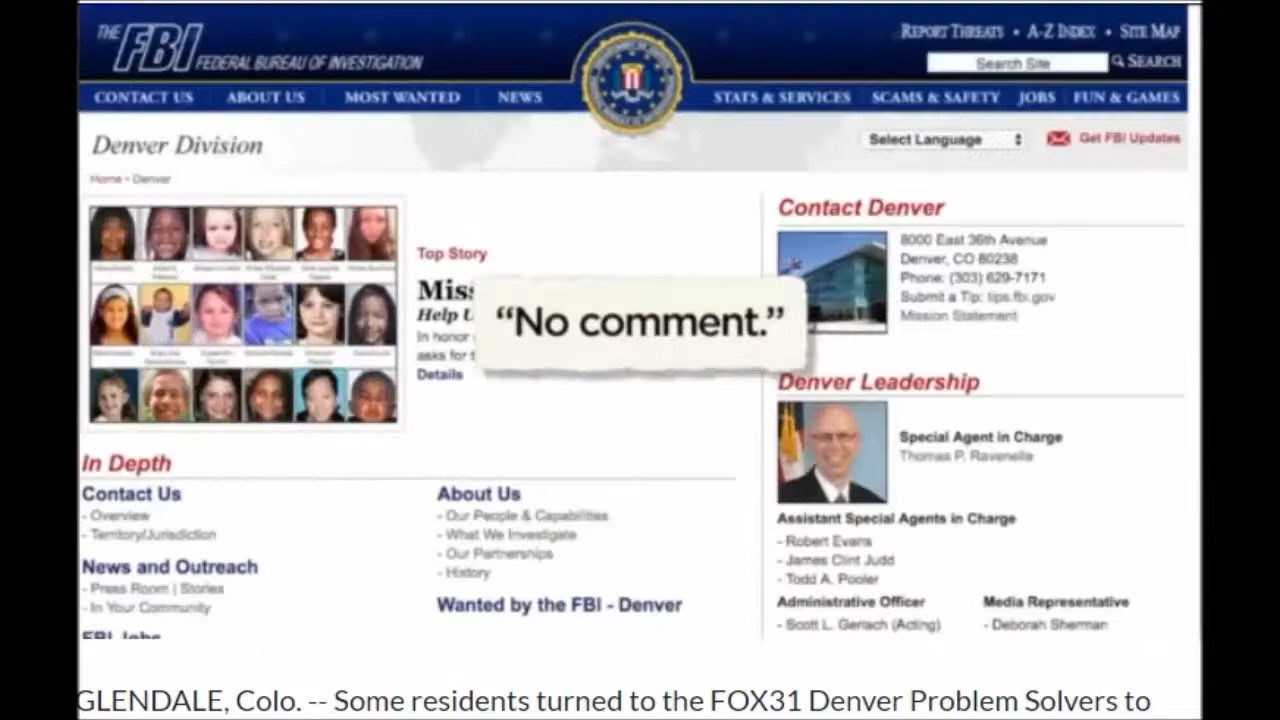 THE FBI FEDERAL BUREAU OF INVESTIGATION
REPORT THREATS • A-Z INDEX • SITE MAP
Search Site SEARCH
CONTACT US ABOUT US MOST WANTED NEWS STATS & SERVICES SCAMS & SAFETY JOBS FUN & GAMES
Denver Division
Select Language Get FBI Updates
Home • Denver
Top Story
Help
In honor
asks for
Details
“No comment.”
Contact Denver
8000 East 36th Avenue
Denver, CO 80238
Phone: (303) 629-7171
Submit a Tip: tips.fbi.gov
Mission Statement
Denver Leadership
Special Agent in Charge
Thomas P. Ravenelle
Assistant Special Agents in Charge
- Robert Evans
- James Clint Judd
- Todd A. Pooler
Administrative Officer
- Scott L. Gerlach (Acting)
Media Representative
- Deborah Sherman
In Depth
Contact Us
- Overview
- Territory/Jurisdiction
News and Outreach
- Press Room | Stories
- In Your Community
FBI Jobs
About Us
- Our People & Capabilities
- What We Investigate
- Our Partnerships
- History
Wanted by the FBI - Denver
GLENDALE, Colo. -- Some residents turned to the FOX31 Denver Problem Solvers to